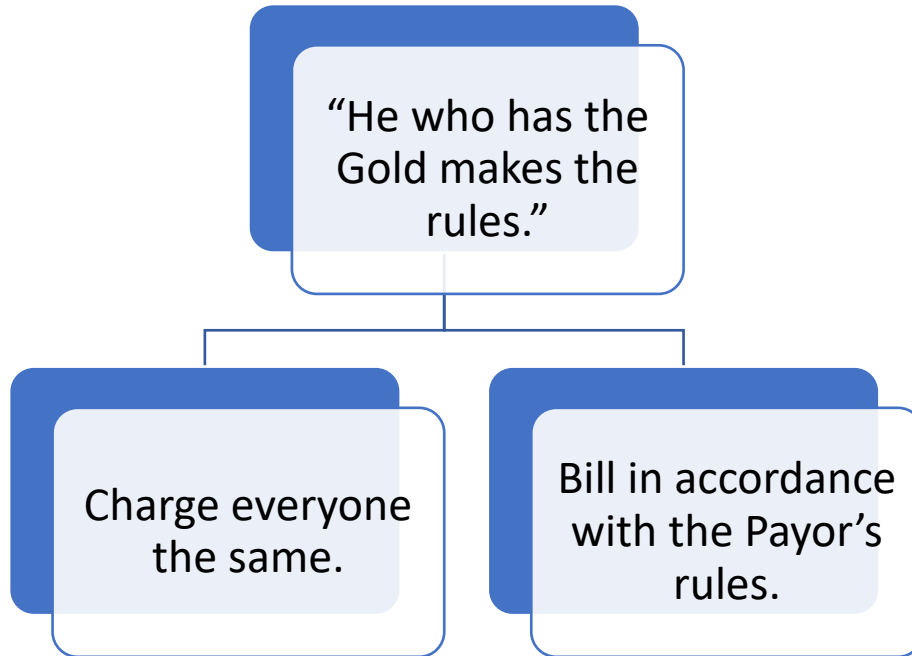 “He who has the
Gold makes the
rules.”
Charge everyone
the same.
Bill in accordance
with the Payor’s
rules.